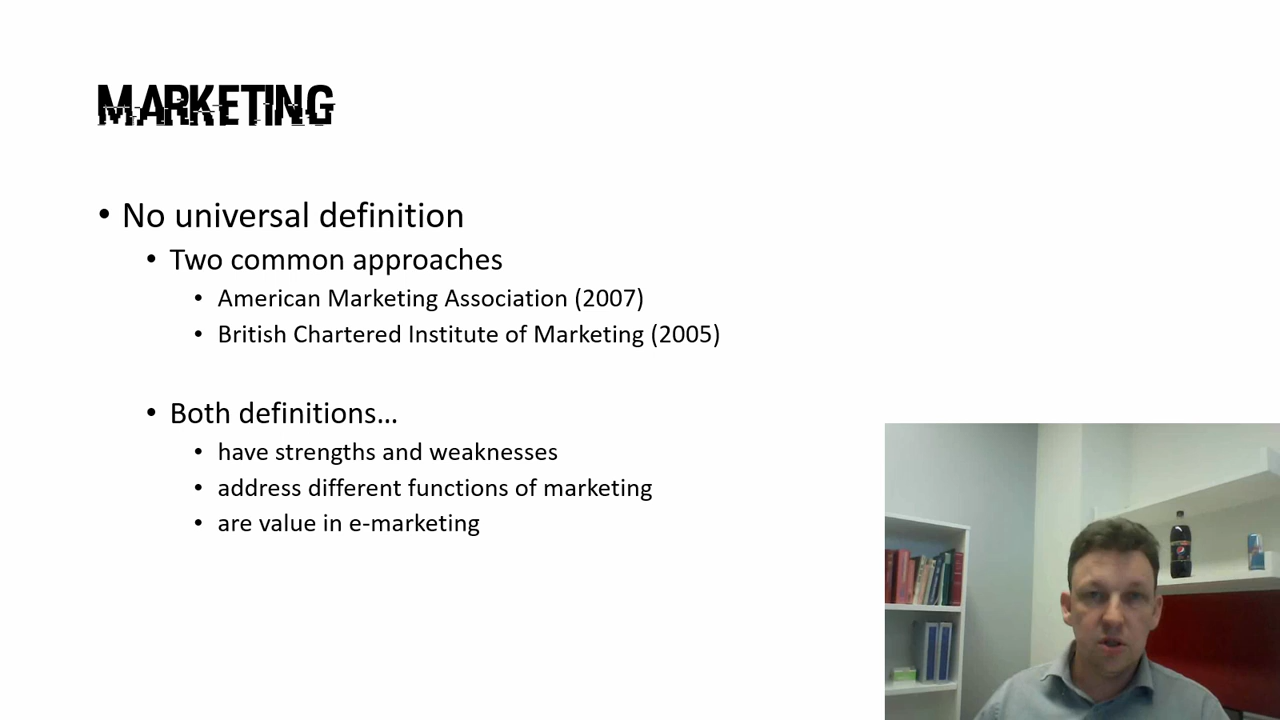 MARKETING
• No universal definition
• Two common approaches
• American Marketing Association (2007)
• British Chartered Institute of Marketing (2005)
• Both definitions…
• have strengths and weaknesses
• address different functions of marketing
• are value in e-marketing